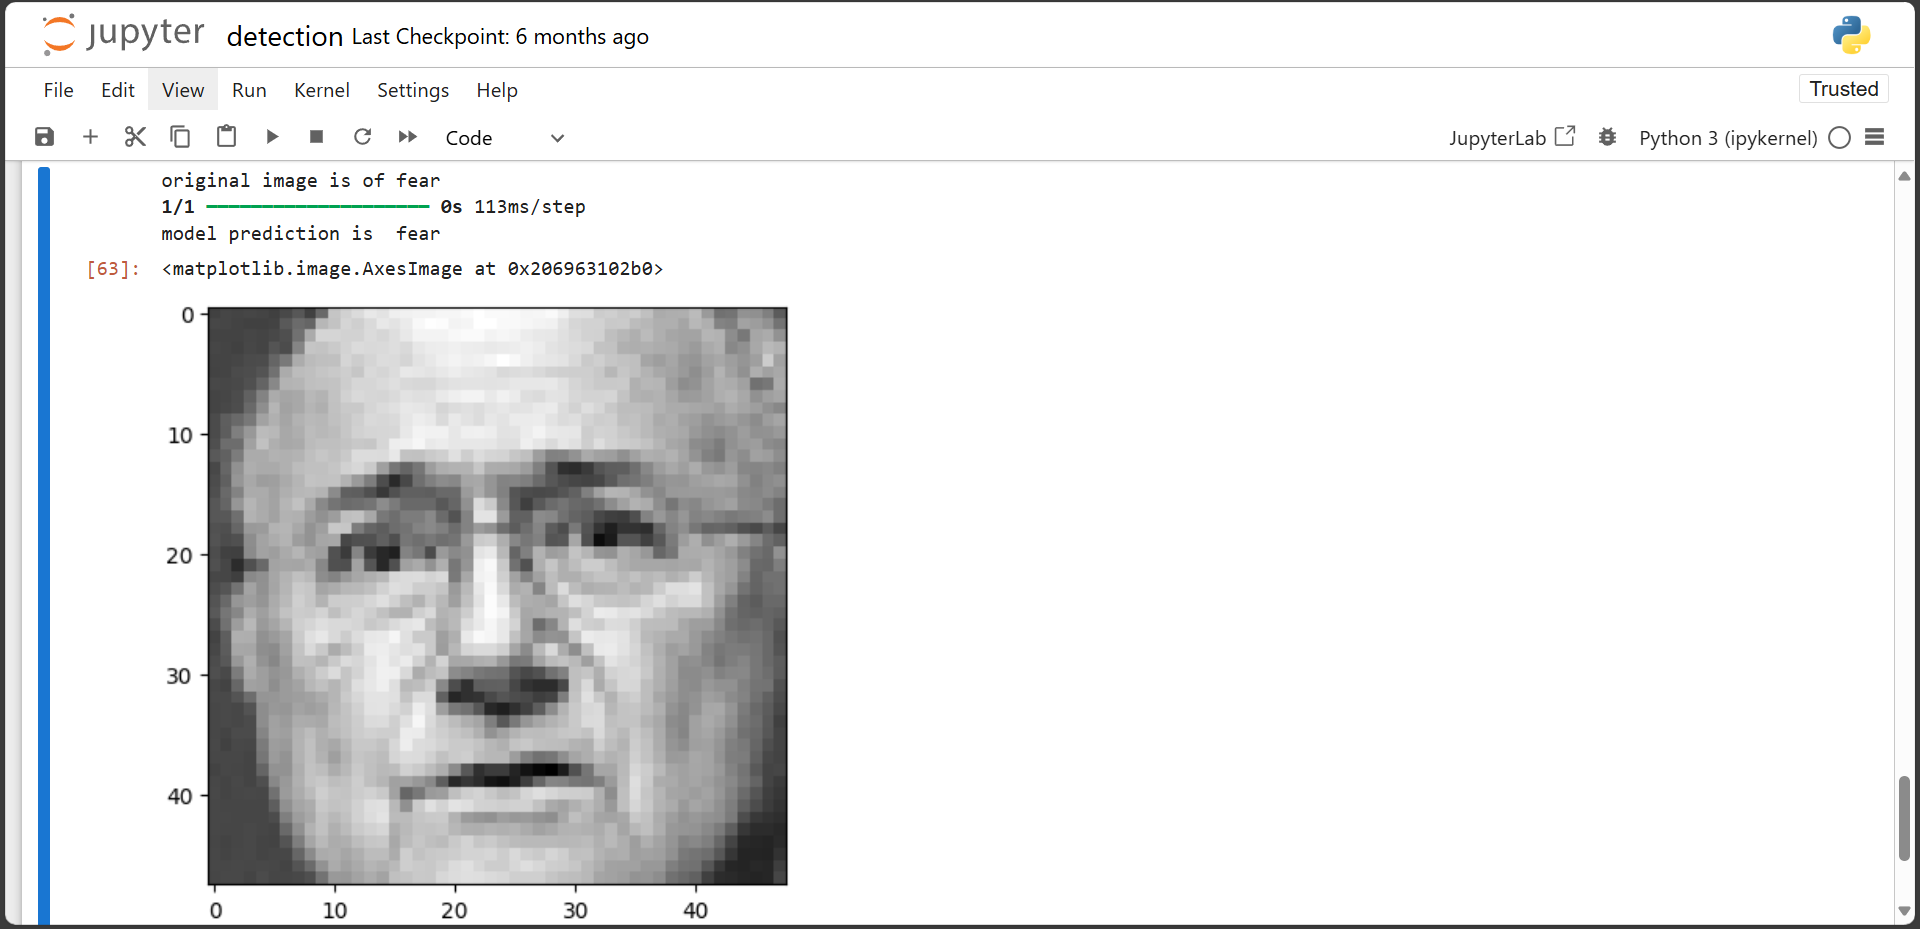 jupyter detection Last Checkpoint: 6 months ago
File Edit View Run Kernel Settings Help Trusted
Code JupyterLab Python 3 (ipykernel)
original image is of fear
1/1 ━━━━━━━━━━━━━━━━━━━━ 0s 113ms/step
model prediction is  fear
[63]: <matplotlib.image.AxesImage at 0x206963102b0>
0
10
20
30
40
0 10 20 30 40